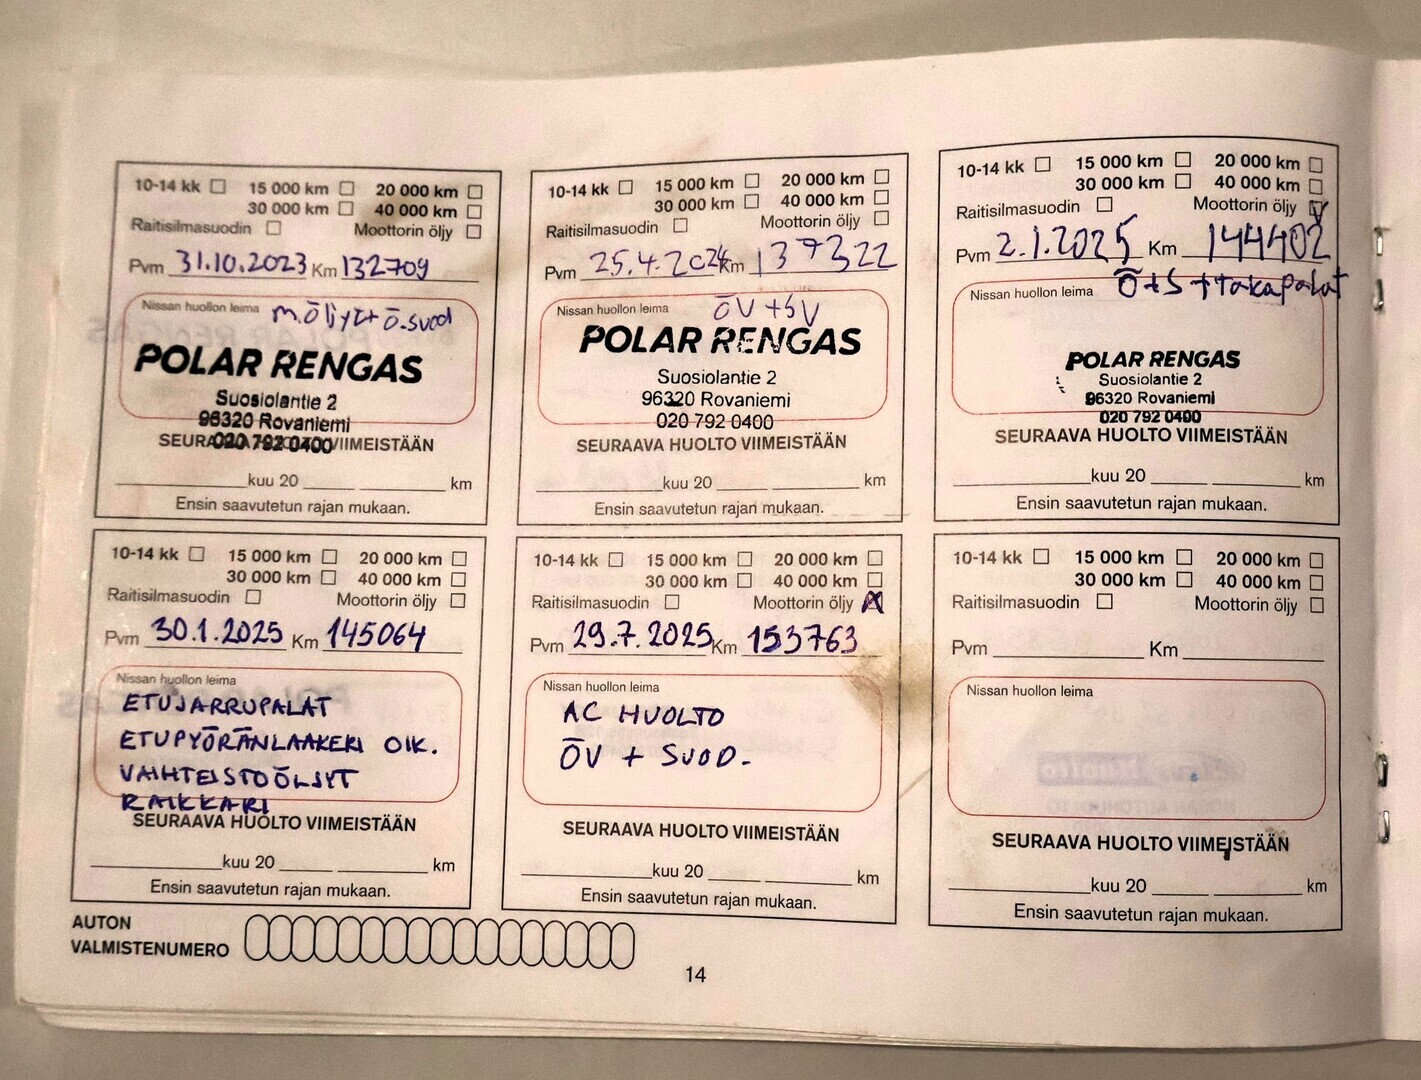 10-14 kk 15 000 km 20 000 km
30 000 km 40 000 km
Raitisilmasuodin Moottorin öljy
Pvm 31.10.2023 Km 132709
Nissan huollon leima m.öljyt+ö.suod
POLAR RENGAS
Suosiolantie 2
96320 Rovaniemi
020 792 0400
SEURAAVA HUOLTO VIIMEISTÄÄN
kuu 20 km
Ensin saavutetun rajan mukaan.
10-14 kk 15 000 km 20 000 km
30 000 km 40 000 km
Raitisilmasuodin Moottorin öljy
Pvm 25.4.2024 Km 137322
Nissan huollon leima ÖV+SV
POLAR RENGAS
Suosiolantie 2
96320 Rovaniemi
020 792 0400
SEURAAVA HUOLTO VIIMEISTÄÄN
kuu 20 km
Ensin saavutetun rajan mukaan.
10-14 kk 15 000 km 20 000 km
30 000 km 40 000 km
Raitisilmasuodin Moottorin öljy
Pvm 2.1.2025 Km 144402
Nissan huollon leima Ö+S+takapalat
POLAR RENGAS
Suosiolantie 2
96320 Rovaniemi
020 792 0400
SEURAAVA HUOLTO VIIMEISTÄÄN
kuu 20 km
Ensin saavutetun rajan mukaan.
10-14 kk 15 000 km 20 000 km
30 000 km 40 000 km
Raitisilmasuodin Moottorin öljy
Pvm 30.1.2025 Km 145064
Nissan huollon leima
ETUJARRUPALAT
ETUPYÖRÄNLAAKERI OIK.
VAIHTEISTOÖLJYT
RAIKKARI
SEURAAVA HUOLTO VIIMEISTÄÄN
kuu 20 km
Ensin saavutetun rajan mukaan.
10-14 kk 15 000 km 20 000 km
30 000 km 40 000 km
Raitisilmasuodin Moottorin öljy
Pvm 29.7.2025 Km 153763
Nissan huollon leima
AC HUOLTO
ÖV + SUOD.
SEURAAVA HUOLTO VIIMEISTÄÄN
kuu 20 km
Ensin saavutetun rajan mukaan.
10-14 kk 15 000 km 20 000 km
30 000 km 40 000 km
Raitisilmasuodin Moottorin öljy
Pvm Km
Nissan huollon leima
SEURAAVA HUOLTO VIIMEISTÄÄN
kuu 20 km
Ensin saavutetun rajan mukaan.
AUTON
VALMISTENUMERO
14